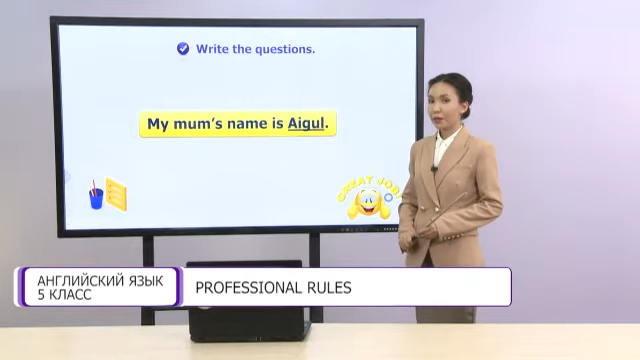 Write the questions.
My mum's name is Aigul.
GREAT JOB!
АНГЛИЙСКИЙ ЯЗЫК
5 КЛАСС
PROFESSIONAL RULES